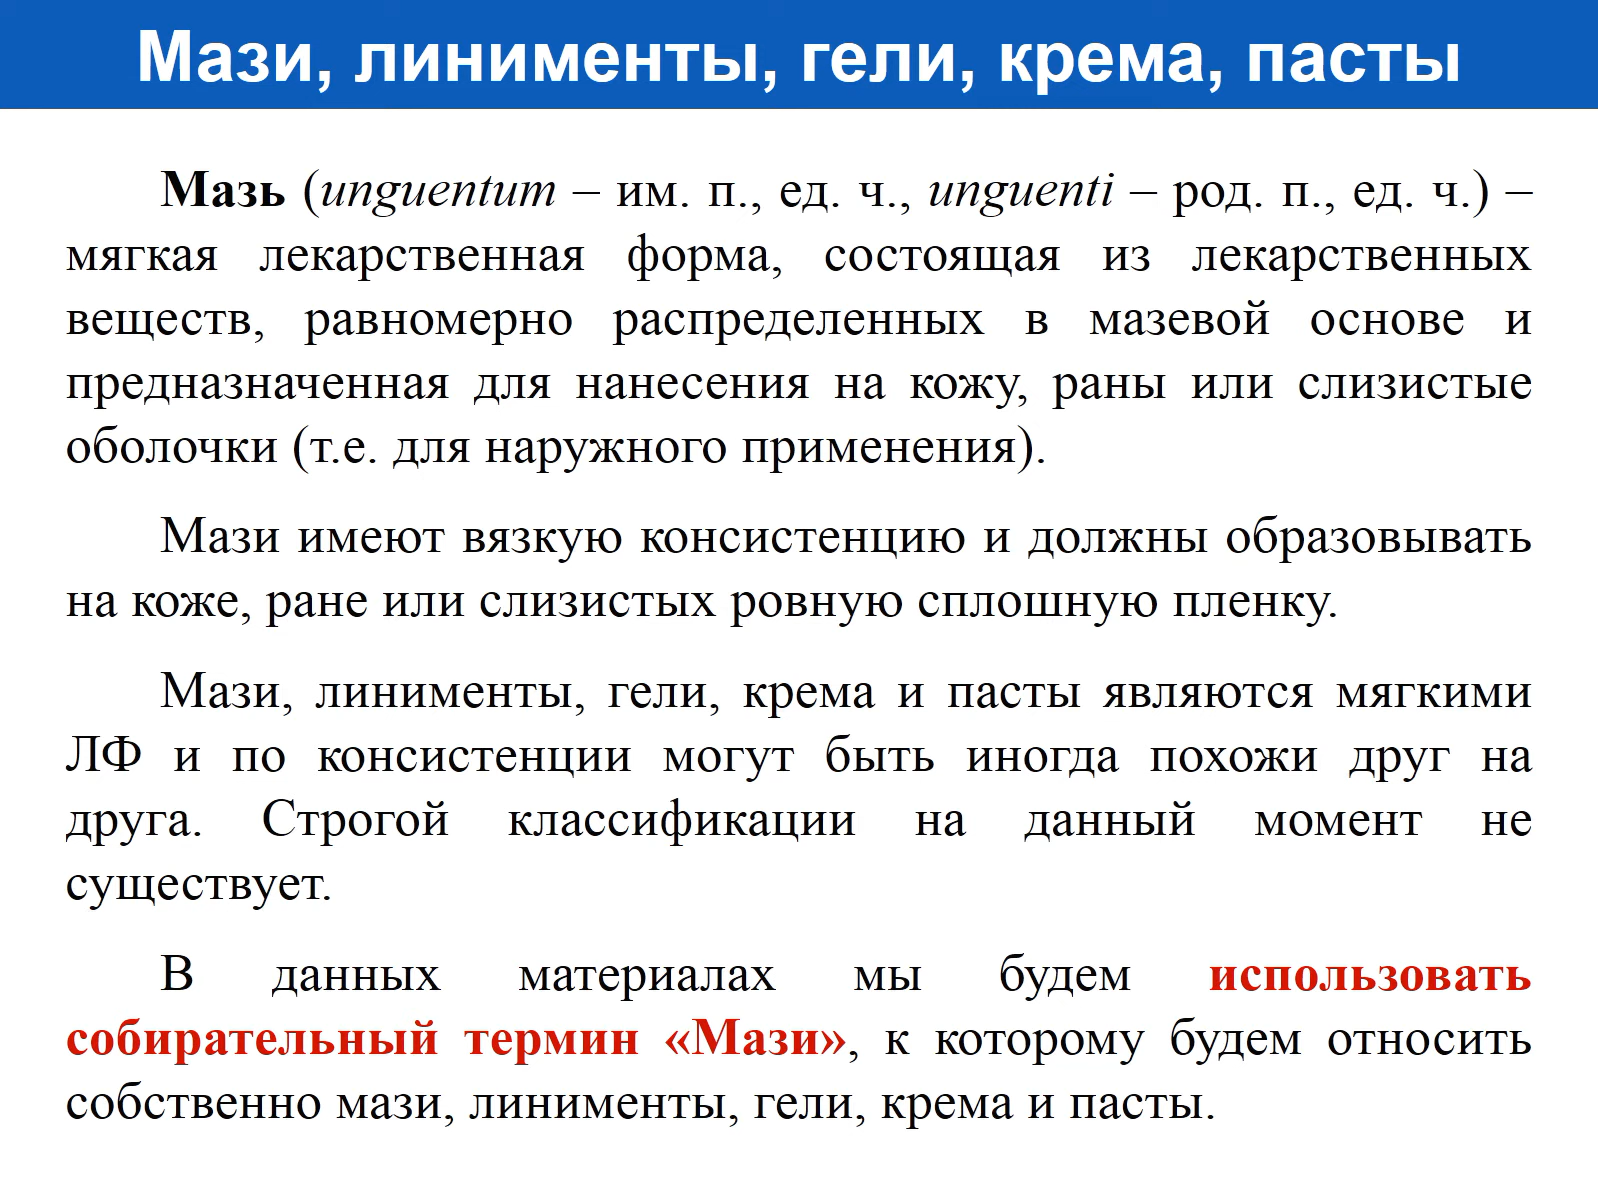 Мази, линименты, гели, крема, пасты
Мазь (unguentum – им. п., ед. ч., unguenti – род. п., ед. ч.) –
мягкая лекарственная форма, состоящая из лекарственных
веществ, равномерно распределенных в мазевой основе и
предназначенная для нанесения на кожу, раны или слизистые
оболочки (т.е. для наружного применения).
Мази имеют вязкую консистенцию и должны образовывать
на коже, ране или слизистых ровную сплошную пленку.
Мази, линименты, гели, крема и пасты являются мягкими
ЛФ и по консистенции могут быть иногда похожи друг на
друга. Строгой классификации на данный момент не
существует.
В данных материалах мы будем использовать
собирательный термин «Мази», к которому будем относить
собственно мази, линименты, гели, крема и пасты.